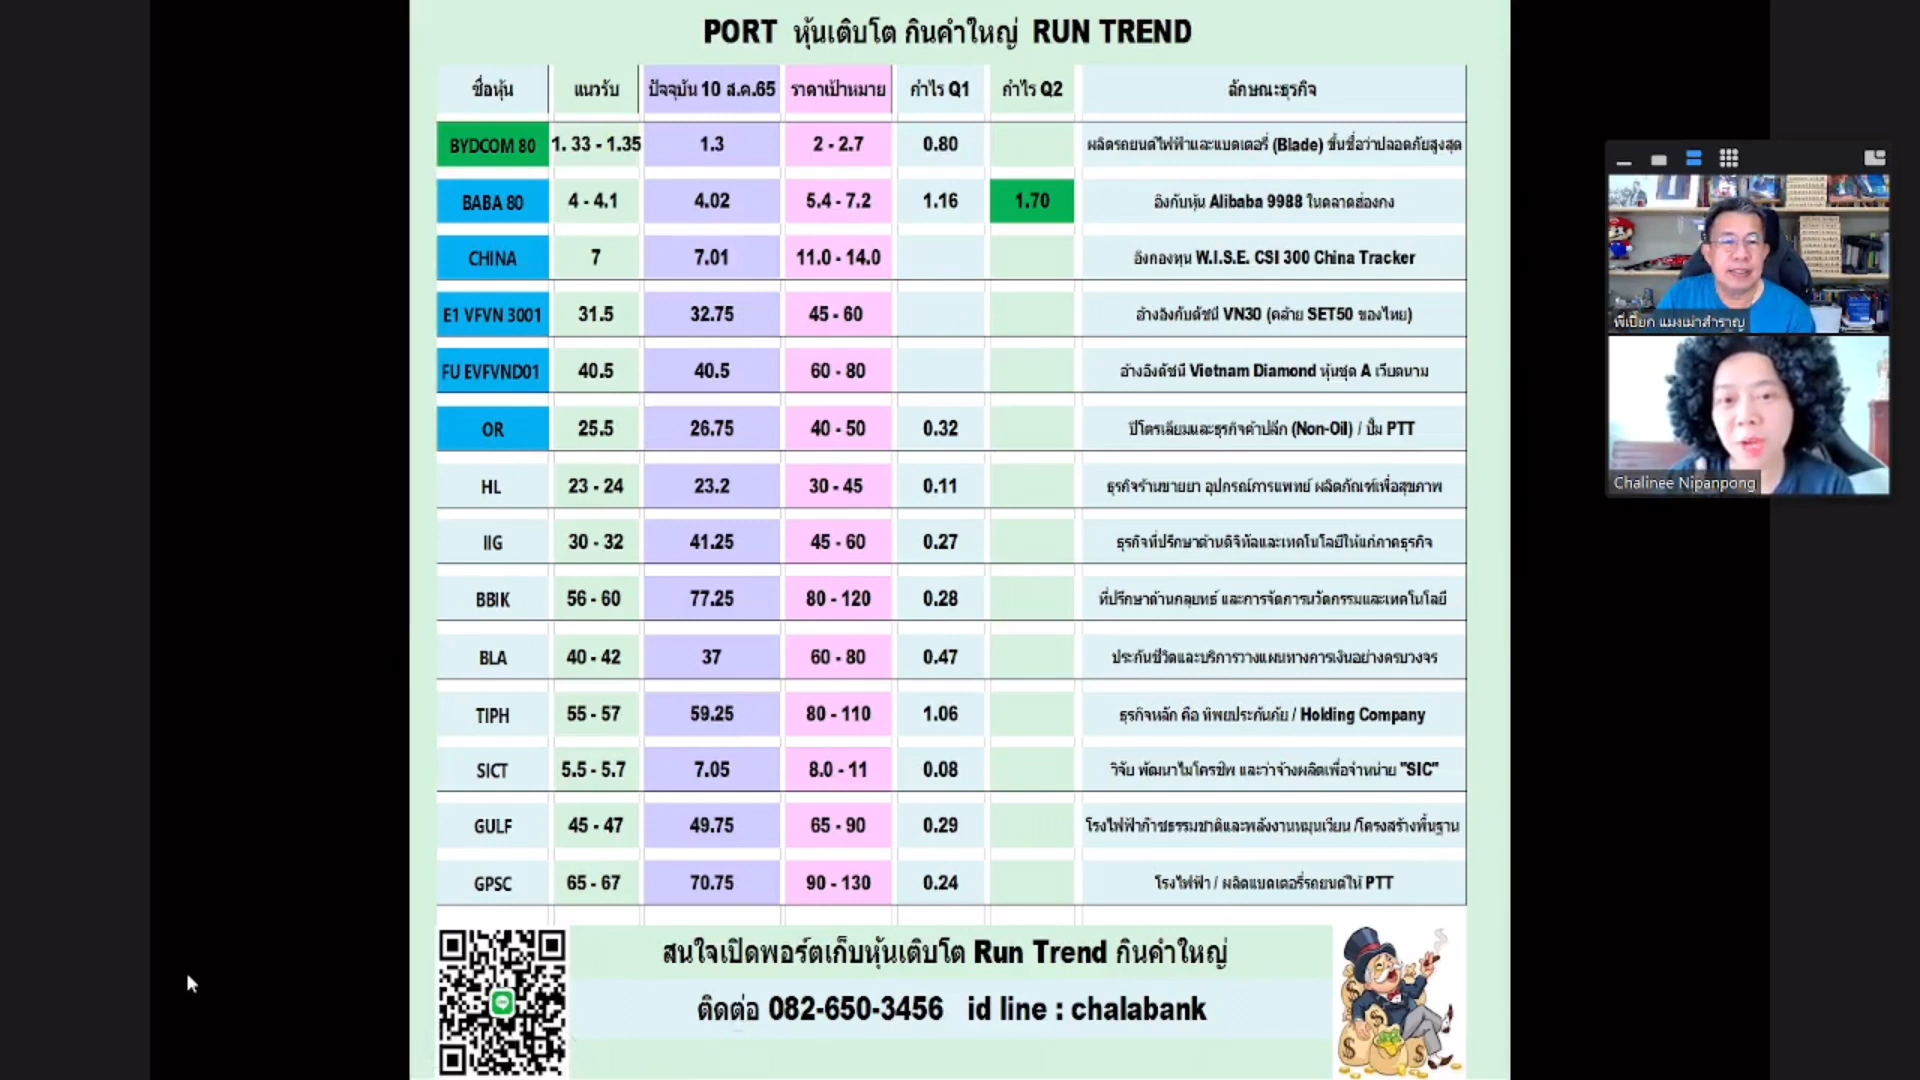 PORT หุ้นเติบโต กินคำใหญ่ RUN TREND
ชื่อหุ้น แนวรับ ปัจจุบัน 10 ส.ค.65 ราคาเป้าหมาย กำไร Q1 กำไร Q2 ลักษณะธุรกิจ
BYDCOM 80 1. 33 - 1.35 1.3 2 - 2.7 0.80 ผลิตรถยนต์ไฟฟ้าและแบตเตอรี่ (Blade) ขึ้นชื่อว่าปลอดภัยสูงสุด
BABA 80 4 - 4.1 4.02 5.4 - 7.2 1.16 1.70 อิงกับหุ้น Alibaba 9988 ในตลาดฮ่องกง
CHINA 7 7.01 11.0 - 14.0 อิงกองทุน W.I.S.E. CSI 300 China Tracker
E1 VFVN 3001 31.5 32.75 45 - 60 อ้างอิงกับดัชนี VN30 (คล้าย SET50 ของไทย)
FU EVFVND01 40.5 40.5 60 - 80 อ้างอิงดัชนี Vietnam Diamond หุ้นชุด A เวียดนาม
OR 25.5 26.75 40 - 50 0.32 ปิโตรเลียมและธุรกิจค้าปลีก (Non-Oil) / ปั๊ม PTT
HL 23 - 24 23.2 30 - 45 0.11 ธุรกิจร้านขายยา อุปกรณ์การแพทย์ ผลิตภัณฑ์เพื่อสุขภาพ
IIG 30 - 32 41.25 45 - 60 0.27 ธุรกิจที่ปรึกษาด้านดิจิทัลและเทคโนโลยีให้แก่ภาคธุรกิจ
BBIK 56 - 60 77.25 80 - 120 0.28 ที่ปรึกษาด้านกลยุทธ์ และการจัดการนวัตกรรมและเทคโนโลยี
BLA 40 - 42 37 60 - 80 0.47 ประกันชีวิตและบริการวางแผนทางการเงินอย่างครบวงจร
TIPH 55 - 57 59.25 80 - 110 1.06 ธุรกิจหลัก คือ ทิพยประกันภัย / Holding Company
SICT 5.5 - 5.7 7.05 8.0 - 11 0.08 วิจัย พัฒนาไมโครชิพ และว่าจ้างผลิตเพื่อจำหน่าย "SIC"
GULF 45 - 47 49.75 65 - 90 0.29 โรงไฟฟ้าก๊าซธรรมชาติและพลังงานหมุนเวียน /โครงสร้างพื้นฐาน
GPSC 65 - 67 70.75 90 - 130 0.24 โรงไฟฟ้า / ผลิตแบตเตอรี่รถยนต์ให้ PTT
สนใจเปิดพอร์ตเก็บหุ้นเติบโต Run Trend กินคำใหญ่
ติดต่อ 082-650-3456 id line : chalabank
พี่เปียก แมงเม่าสำราญ
Chalinee Nipanpong